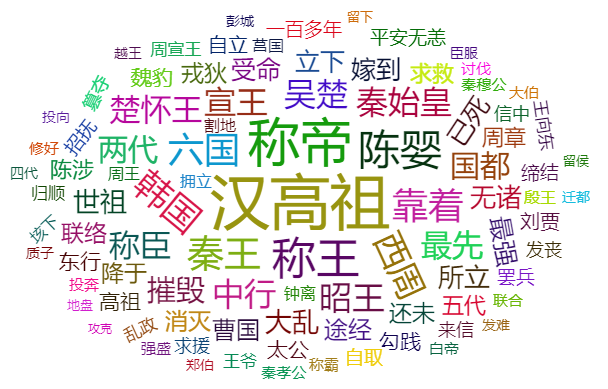 彭城 留下
一百多年
越王 周宣王 自立 莒国 平安无恙
魏豹 戎狄 受命 立下 嫁到 求救 臣服 讨伐
篡夺 楚怀王 宣王 吴楚 秦始皇 秦穆公 大伯
投向 招抚 割地 已死 信中 王向东
修好 两代 六国 称帝 陈婴 国都 周章
四代 陈涉 周王 拥立 缔结 留侯
归顺 世祖 韩国 汉高祖 靠着 无诸 殷王 迁都
垓下 联络 称臣 秦王 称王 西周 最先 最强 刘贾
质子 东行 发丧
投奔 降于 摧毁 中行 钟离 昭王 所立 罢兵
地盘 高祖 还未 五代 联合
攻克 乱政 消灭 曹国 大乱 途经 勾践 来信 发难
强盛 求援 太公 自取 白帝
郑伯 王爷 秦孝公 称霸